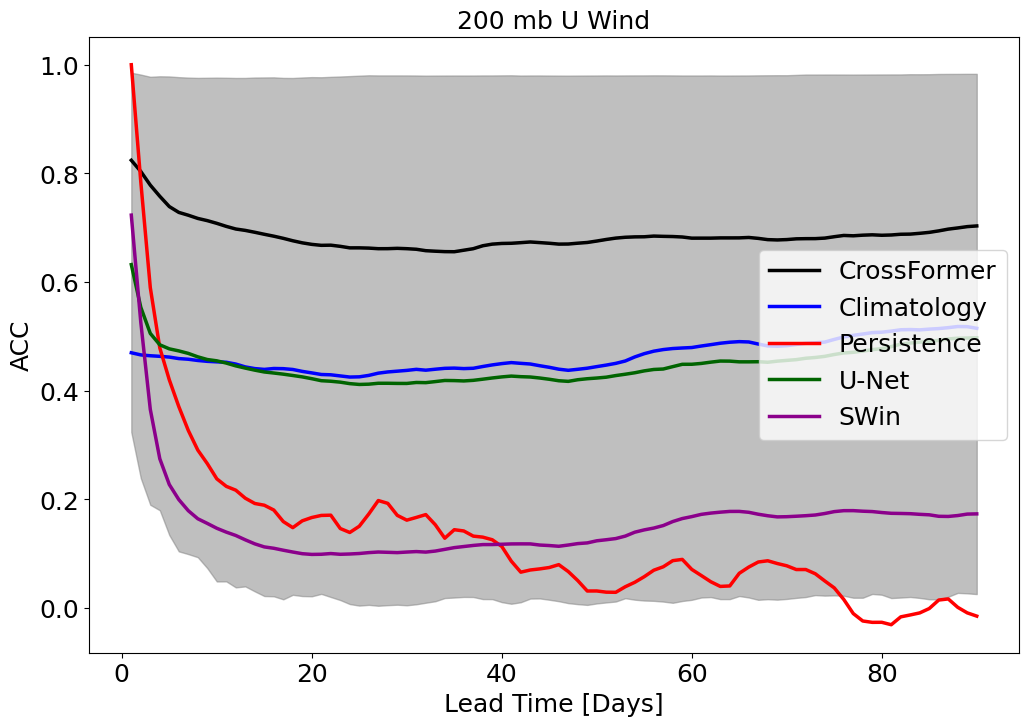 200 mb U Wind
ACC
1.0
0.8
0.6
0.4
0.2
0.0
CrossFormer
Climatology
Persistence
U-Net
SWin
0 20 40 60 80
Lead Time [Days]